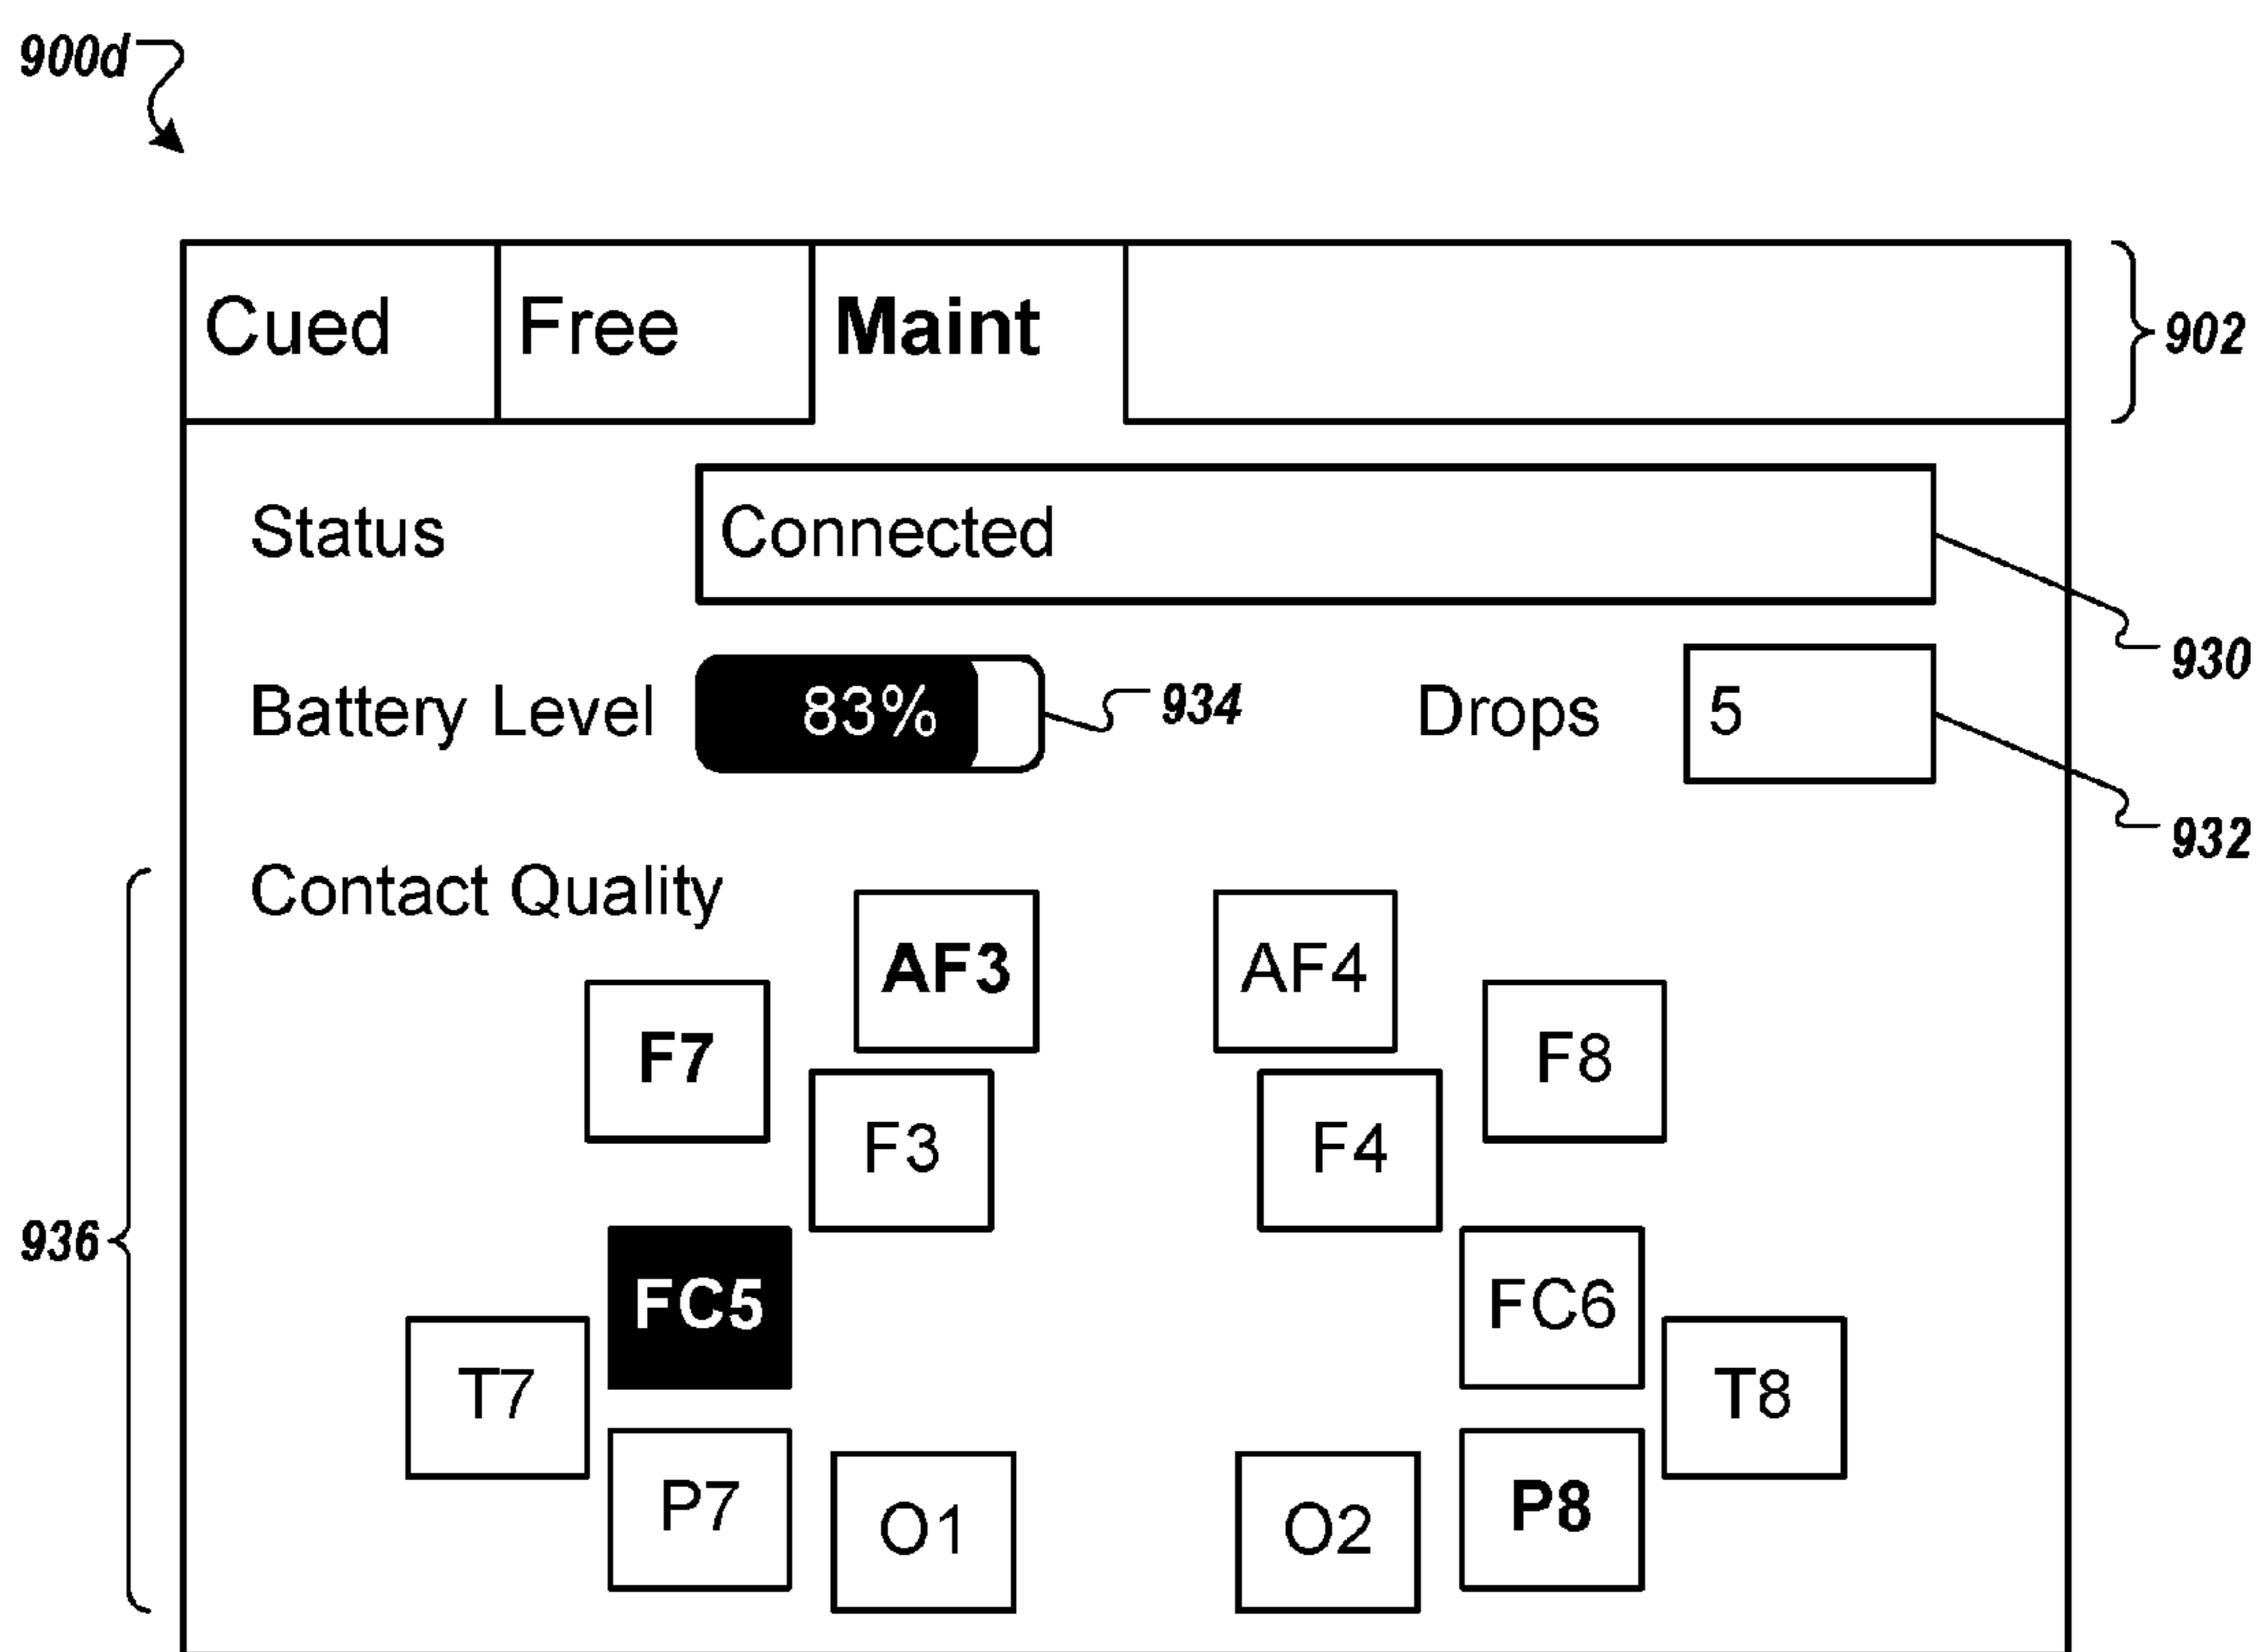 900d
Cued Free Maint
902
Status Connected
930
Battery Level 83% 934 Drops 5
932
Contact Quality
AF3 AF4
F7 F8
F3 F4
936
FC5 FC6
T7 T8
P7 P8
O1 O2